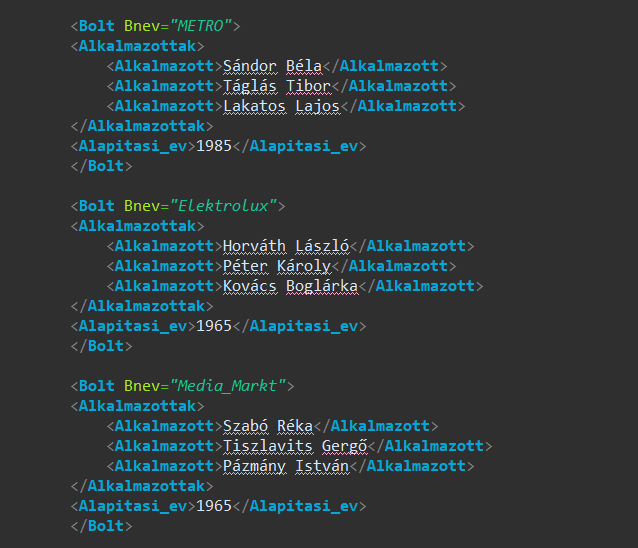 <Bolt Bnev="METRO">
<Alkalmazottak>
<Alkalmazott>Sándor Béla</Alkalmazott>
<Alkalmazott>Táglás Tibor</Alkalmazott>
<Alkalmazott>Lakatos Lajos</Alkalmazott>
</Alkalmazottak>
<Alapitasi_ev>1985</Alapitasi_ev>
</Bolt>
<Bolt Bnev="Elektrolux">
<Alkalmazottak>
<Alkalmazott>Horváth László</Alkalmazott>
<Alkalmazott>Péter Károly</Alkalmazott>
<Alkalmazott>Kovács Boglárka</Alkalmazott>
</Alkalmazottak>
<Alapitasi_ev>1965</Alapitasi_ev>
</Bolt>
<Bolt Bnev="Media_Markt">
<Alkalmazottak>
<Alkalmazott>Szabó Réka</Alkalmazott>
<Alkalmazott>Tiszlavits Gergő</Alkalmazott>
<Alkalmazott>Pázmány István</Alkalmazott>
</Alkalmazottak>
<Alapitasi_ev>1965</Alapitasi_ev>
</Bolt>